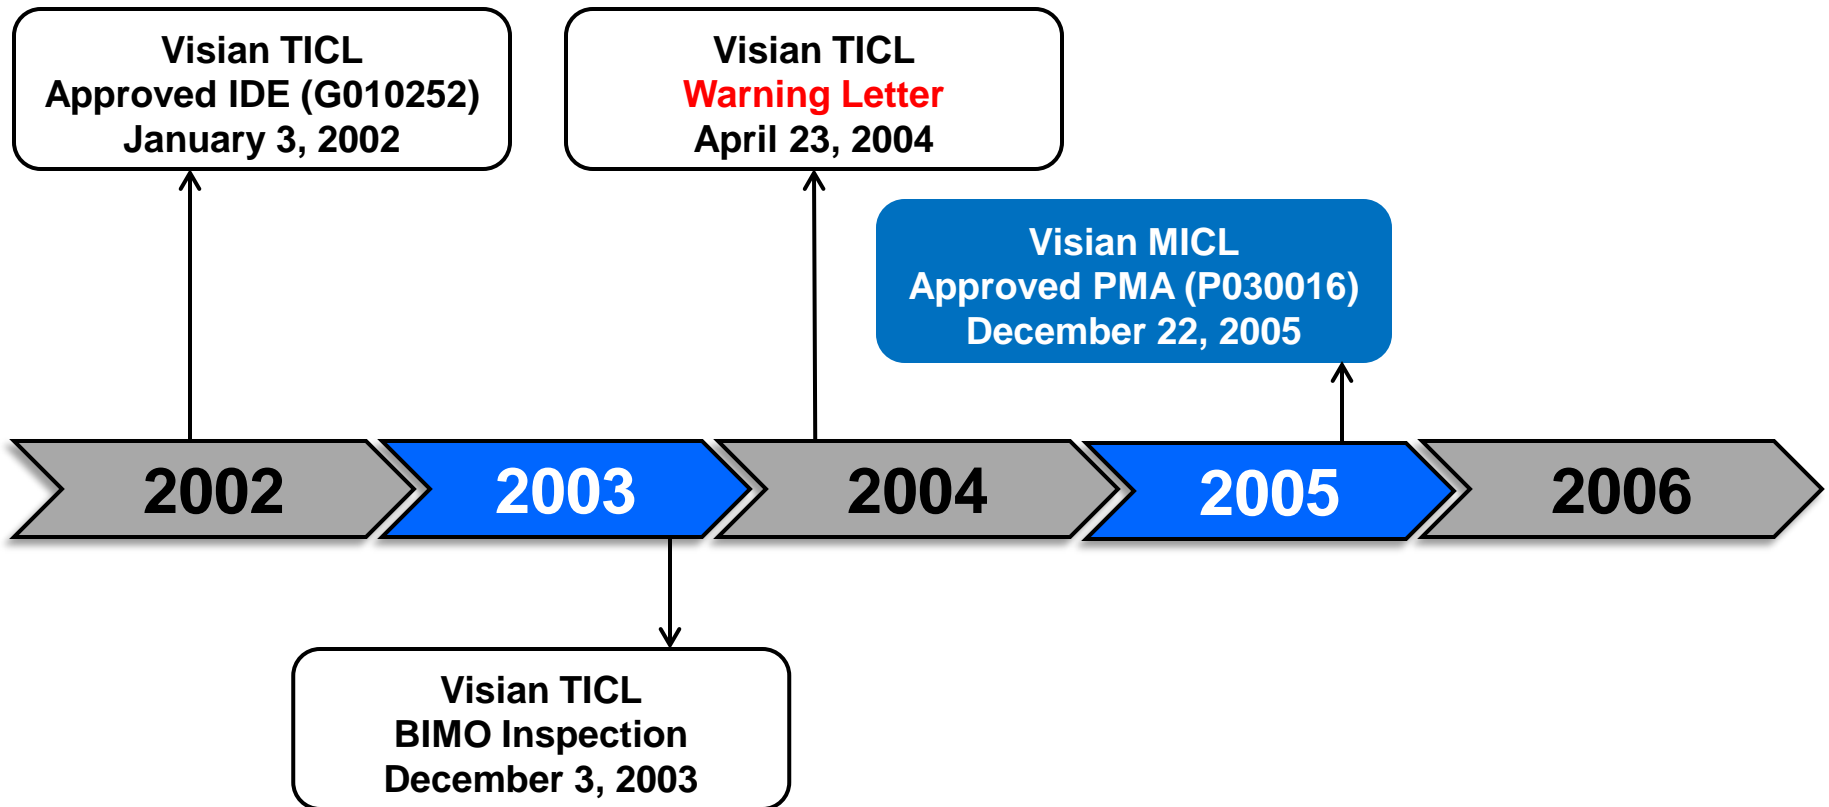 Visian TICL
Approved IDE (G010252)
January 3, 2002
Visian TICL
Warning Letter
April 23, 2004
Visian MICL
Approved PMA (P030016)
December 22, 2005
2002
2003
2004
2005
2006
Visian TICL
BIMO Inspection
December 3, 2003